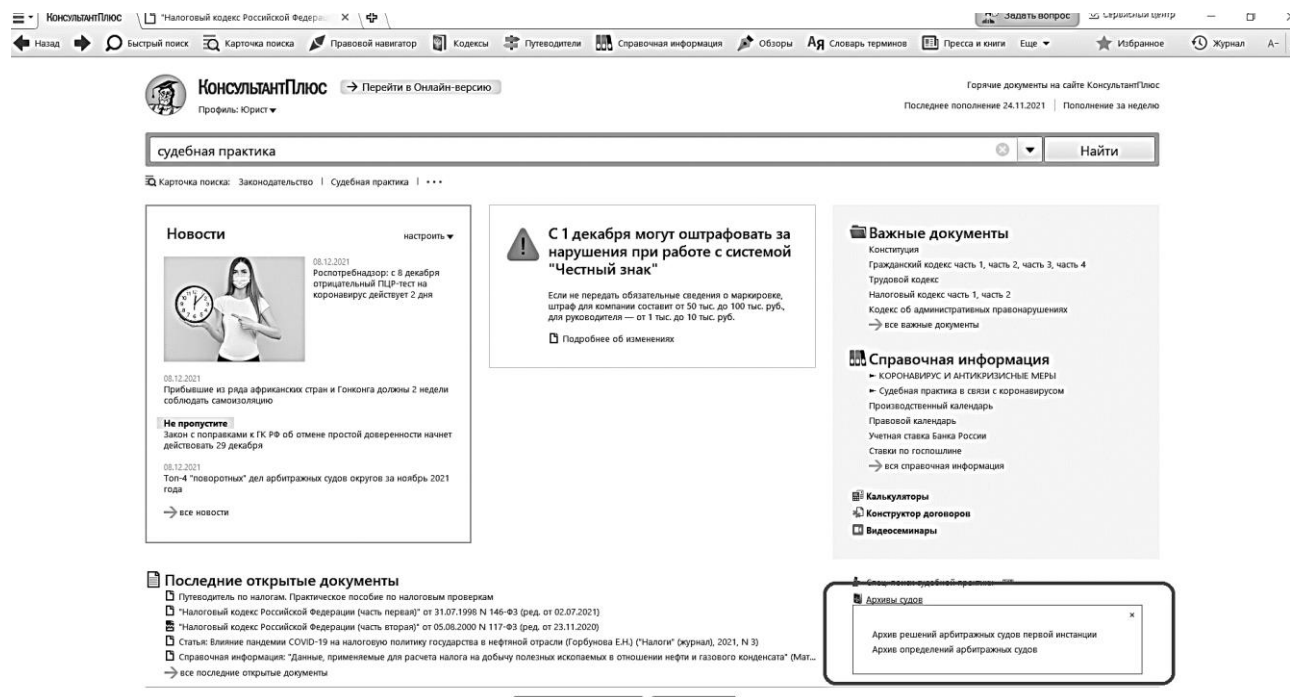 КонсультантПлюс
"Налоговый кодекс Российской Федера
Задать вопрос
Сервисный центр
Назад
Быстрый поиск
Карточка поиска
Правовой навигатор
Кодексы
Путеводители
Справочная информация
Обзоры
Словарь терминов
Пресса и книги
Еще
Избранное
Журнал
А-
КонсультантПлюс
Перейти в Онлайн-версию
Профиль: Юрист
Горячие документы на сайте КонсультантПлюс
Последнее пополнение 24.11.2021 | Пополнение за неделю
судебная практика
Найти
Карточка поиска: Законодательство | Судебная практика | •••
Новости
настроить
08.12.2021
Роспотребнадзор: с 8 декабря
отрицательный ПЦР-тест на
коронавирус действует 2 дня
08.12.2021
Прибывшие из ряда африканских стран и Гонконга должны 2 недели
соблюдать самоизоляцию
Не пропустите
Закон с поправками к ГК РФ об отмене простой доверенности начнет
действовать 29 декабря
08.12.2021
Топ-4 "поворотных" дел арбитражных судов округов за ноябрь 2021
года
все новости
С 1 декабря могут оштрафовать за
нарушения при работе с системой
"Честный знак"
Если не передать обязательные сведения о маркировке,
штраф для компании составит от 50 тыс. до 100 тыс. руб.,
для руководителя — от 1 тыс. до 10 тыс. руб.
Подробнее об изменениях
Важные документы
Конституция
Гражданский кодекс часть 1, часть 2, часть 3, часть 4
Трудовой кодекс
Налоговый кодекс часть 1, часть 2
Кодекс об административных правонарушениях
все важные документы
Справочная информация
КОРОНАВИРУС И АНТИКРИЗИСНЫЕ МЕРЫ
Судебная практика в связи с коронавирусом
Производственный календарь
Правовой календарь
Учетная ставка Банка России
Ставки по госпошлине
вся справочная информация
Калькуляторы
Конструктор договоров
Видеосеминары
Последние открытые документы
Путеводитель по налогам. Практическое пособие по налоговым проверкам
"Налоговый кодекс Российской Федерации (часть первая)" от 31.07.1998 N 146-ФЗ (ред. от 02.07.2021)
"Налоговый кодекс Российской Федерации (часть вторая)" от 05.08.2000 N 117-ФЗ (ред. от 23.11.2020)
Статья: Влияние пандемии COVID-19 на налоговую политику государства в нефтяной отрасли (Горбунова Е.Н.) ("Налоги" (журнал), 2021, N 3)
Справочная информация: "Данные, применяемые для расчета налога на добычу полезных ископаемых в отношении нефти и газового конденсата" (Мат...
все последние открытые документы
поиск судебной
Архивы судов
Архив решений арбитражных судов первой инстанции
Архив определений арбитражных судов